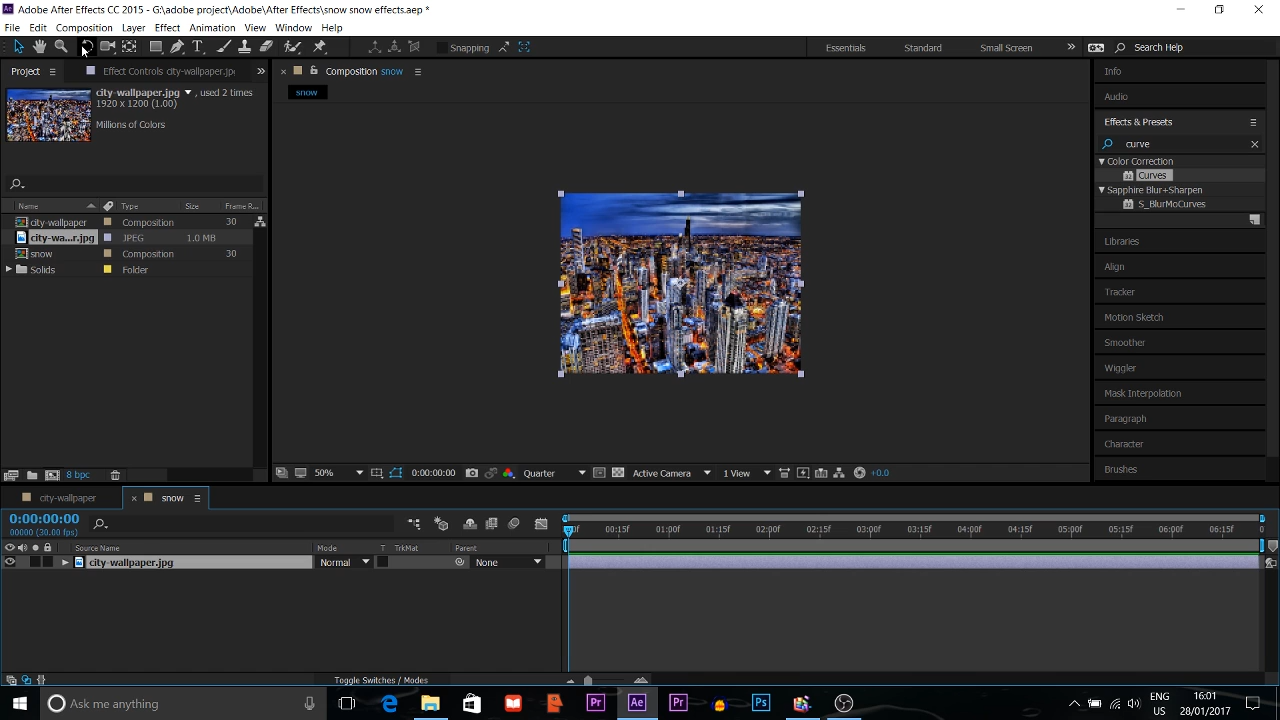 Adobe After Effects CC 2015 - G:\adobe project\Adobe\After Effects\snow snow effects.aep *
File Edit Composition Layer Effect Animation View Window Help
Snapping Essentials Standard Small Screen Search Help
Project Effect Controls city-wallpaper.jp
city-wallpaper.jpg , used 2 times
1920 x 1200 (1.00)
Millions of Colors
Name Type Size Frame R...
city-wallpaper Composition 30
city-wa...r.jpg JPEG 1.0 MB
snow Composition 30
Solids Folder
8 bpc
Composition snow
snow
50% 0:00:00:00 Quarter Active Camera 1 View +0.0
Info
Audio
Effects & Presets
curve
Color Correction
Curves
Sapphire Blur+Sharpen
S_BlurMoCurves
Libraries
Align
Tracker
Motion Sketch
Smoother
Wiggler
Mask Interpolation
Paragraph
Character
Brushes
city-wallpaper snow
0:00:00:00
00000 (30.00 fps)
00:15f 01:00f 01:15f 02:00f 02:15f 03:00f 03:15f 04:00f 04:15f 05:00f 05:15f 06:00f 06:15f
Source Name Mode T TrkMat Parent
city-wallpaper.jpg Normal None
Toggle Switches / Modes
Ask me anything Pr Ae Pr Ps ENG 16:01
US 28/01/2017